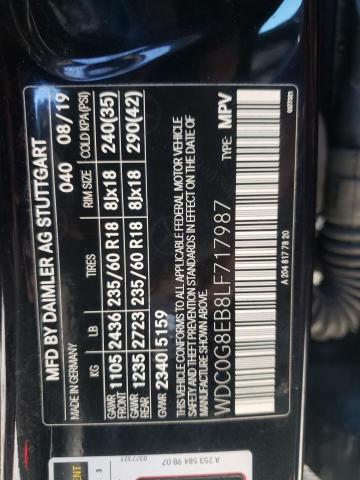 MFD BY DAIMLER AG STUTTGART
MADE IN GERMANY 040 08/19
KG LB TIRES RIM SIZE COLD KPA(PSI)
GAWR FRONT 1105 2436 235/60 R18 8Jx18 240(35)
GAWR REAR 1235 2723 235/60 R18 8Jx18 290(42)
GVWR 2340 5159
THIS VEHICLE CONFORMS TO ALL APPLICABLE FEDERAL MOTOR VEHICLE
SAFETY AND THEFT PREVENTION STANDARDS IN EFFECT ON THE DATE OF
MANUFACTURE SHOWN ABOVE.
WDC0G8EB8LF717987 TYPE: MPV
A 204 817 78 20
A 253 584 98 07
0377321
3